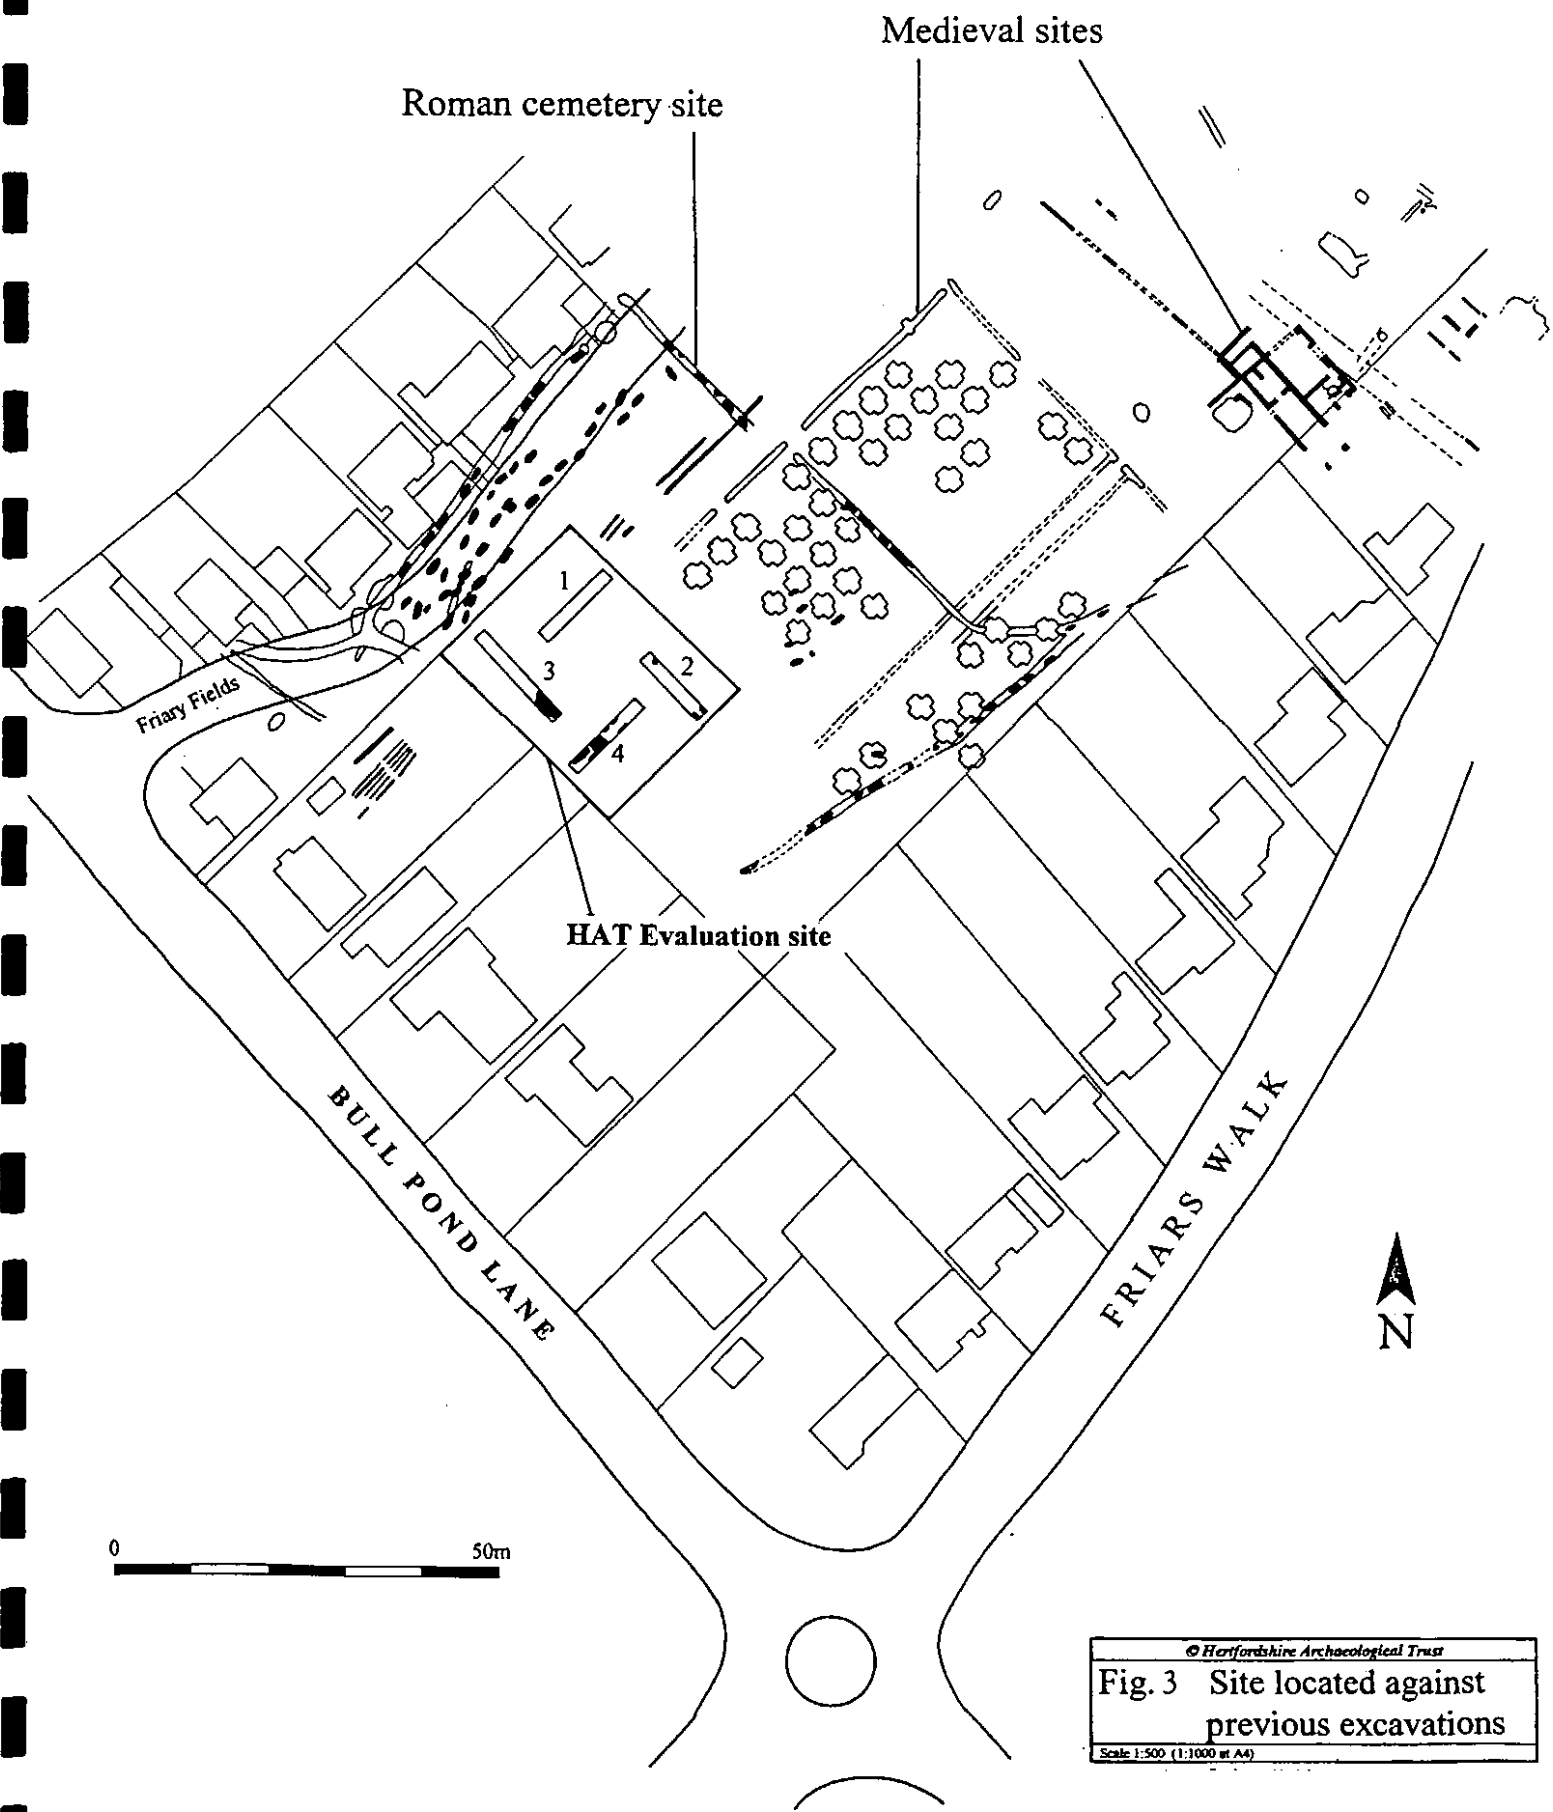 Medieval sites
Roman cemetery site
1
3
2
4
Friary Fields
HAT Evaluation site
BULL POND LANE
FRIARS WALK
N
0 50m
© Hertfordshire Archaeological Trust
Fig. 3 Site located against
previous excavations
Scale 1:500 (1:1000 at A4)